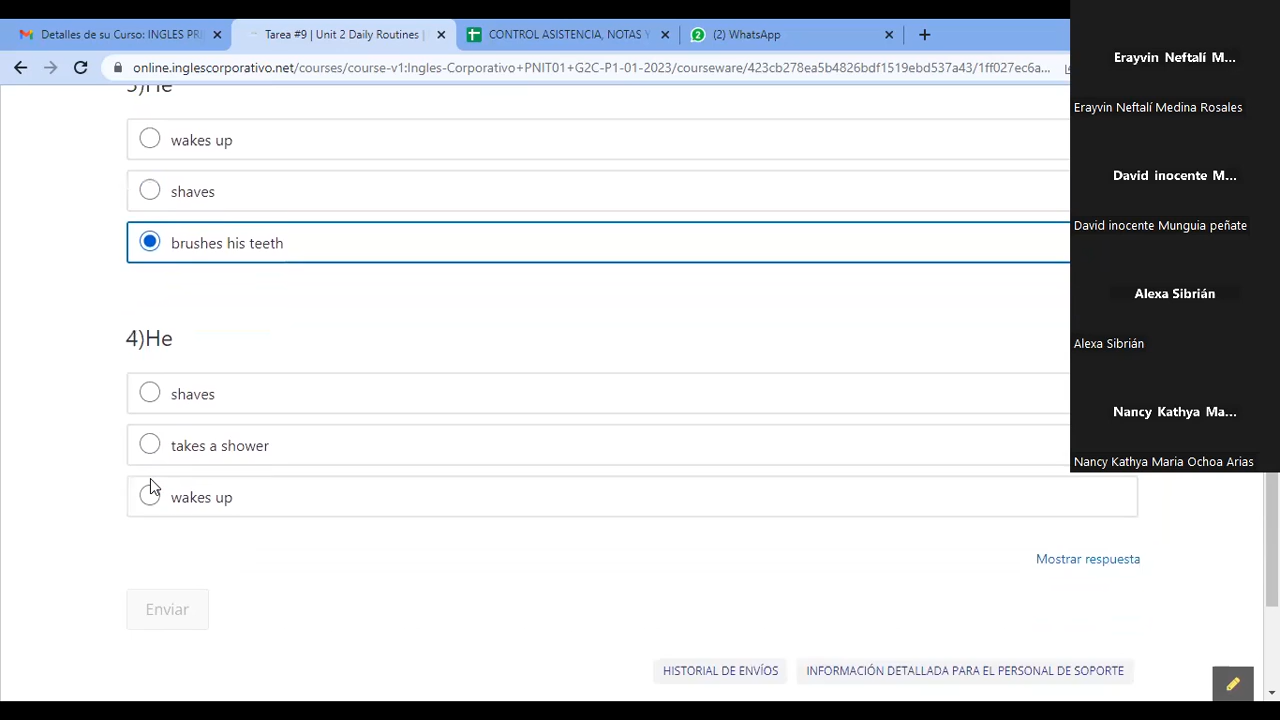 Detalles de su Curso: INGLES PRI
Tarea #9 | Unit 2 Daily Routines |
CONTROL ASISTENCIA, NOTAS Y
(2) WhatsApp
online.inglescorporativo.net/courses/course-v1:Ingles-Corporativo+PNIT01+G2C-P1-01-2023/courseware/423cb278ea5b4826bdf1519ebd537a43/1ff027ec6a...
3)He
wakes up
shaves
brushes his teeth
4)He
shaves
takes a shower
wakes up
Mostrar respuesta
Enviar
HISTORIAL DE ENVÍOS
INFORMACIÓN DETALLADA PARA EL PERSONAL DE SOPORTE
Erayvin Neftalí M...
Erayvin Neftalí Medina Rosales
David inocente M...
David inocente Munguia peñate
Alexa Sibrián
Alexa Sibrián
Nancy Kathya Ma...
Nancy Kathya Maria Ochoa Arias